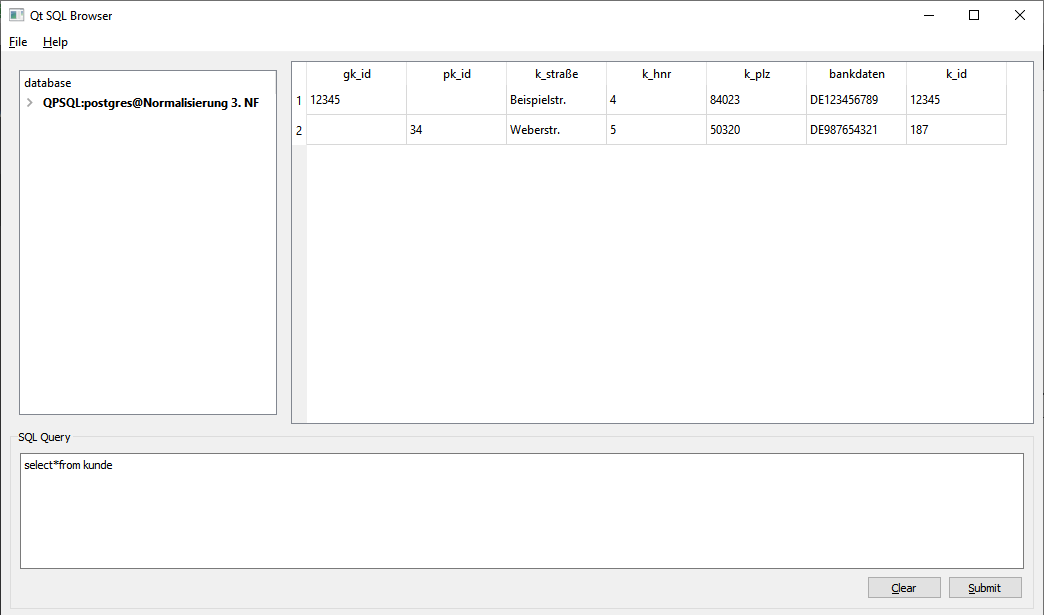 Qt SQL Browser
File Help
database
QPSQL:postgres@Normalisierung 3. NF
gk_id pk_id k_straße k_hnr k_plz bankdaten k_id
1 12345 Beispielstr. 4 84023 DE123456789 12345
2 34 Weberstr. 5 50320 DE987654321 187
SQL Query
select*from kunde
Clear Submit